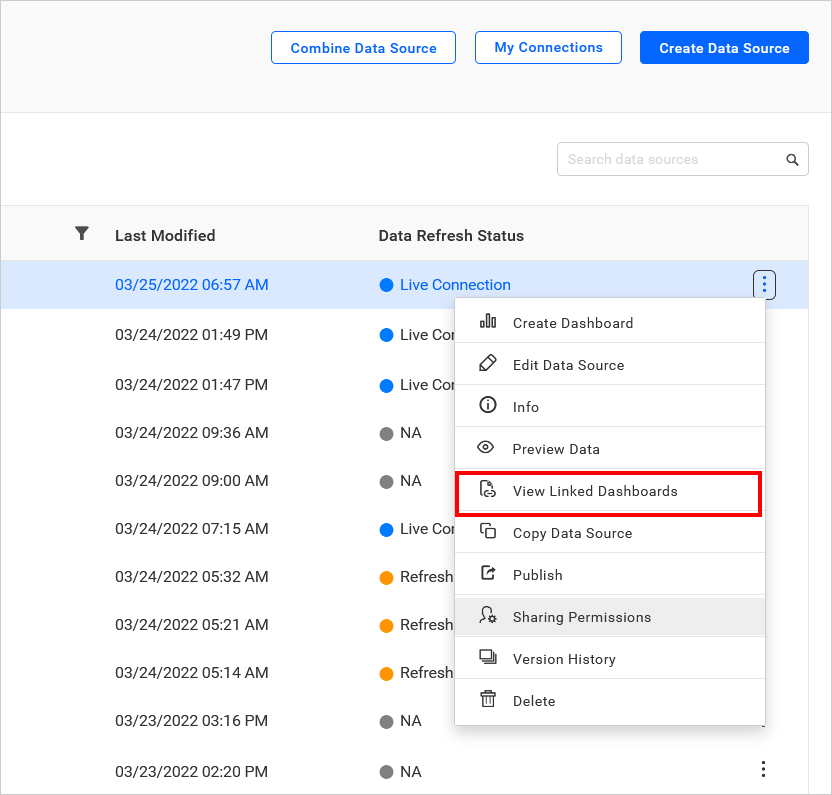 Combine Data Source My Connections Create Data Source
Search data sources
Last Modified Data Refresh Status
03/25/2022 06:57 AM Live Connection
03/24/2022 01:49 PM Live Cor
03/24/2022 01:47 PM Live Cor
03/24/2022 09:36 AM NA
03/24/2022 09:00 AM NA
03/24/2022 07:15 AM Live Cor
03/24/2022 05:32 AM Refresh
03/24/2022 05:21 AM Refresh
03/24/2022 05:14 AM Refresh
03/23/2022 03:16 PM NA
03/23/2022 02:20 PM NA
Create Dashboard
Edit Data Source
Info
Preview Data
View Linked Dashboards
Copy Data Source
Publish
Sharing Permissions
Version History
Delete